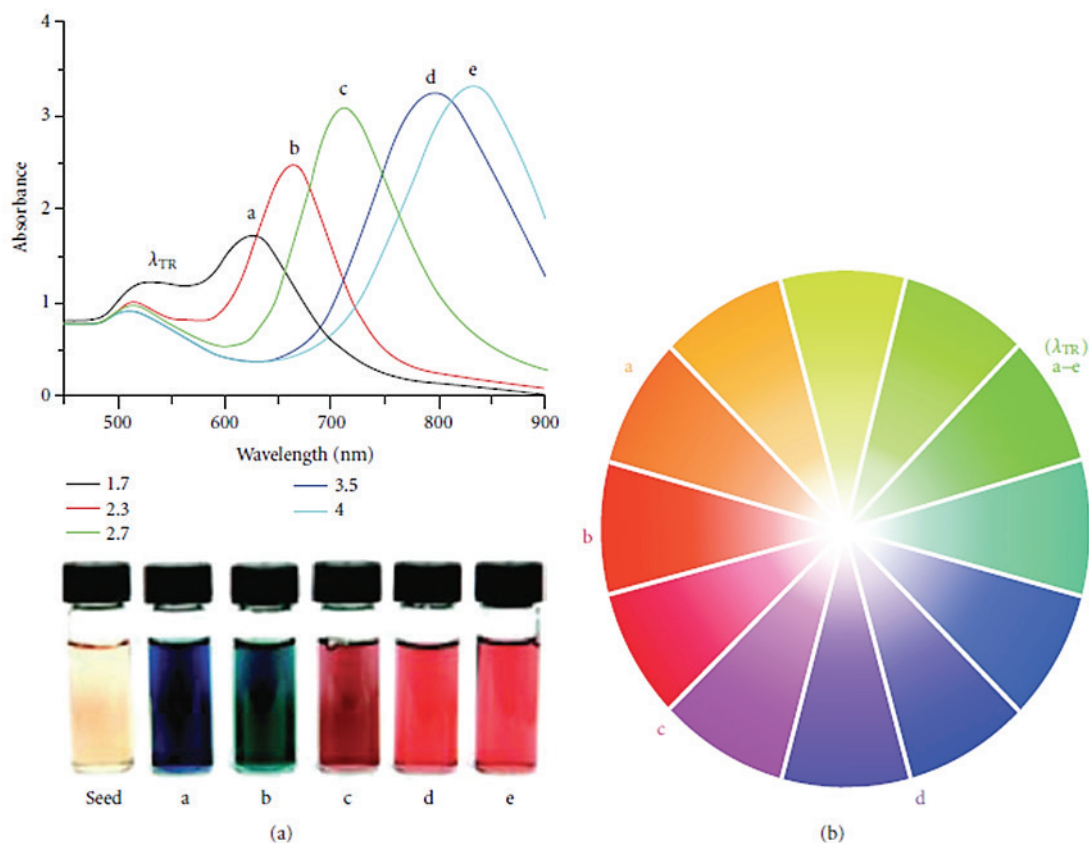 4
3
2
1
0
Absorbance
λTR
a
b
c
d
e
500
600
700
800
900
Wavelength (nm)
1.7
2.3
2.7
3.5
4
Seed
a
b
c
d
e
(a)
(λTR)
a–e
a
b
c
d
(b)